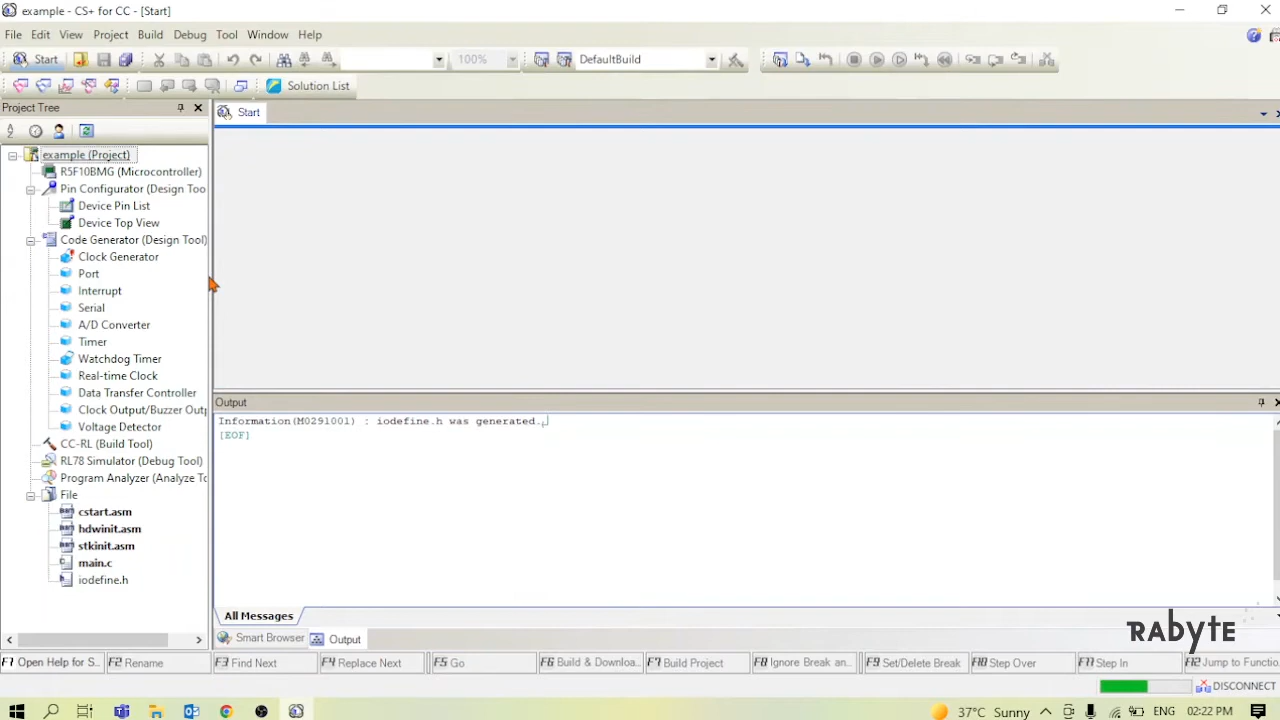 example - CS+ for CC - [Start]
File Edit View Project Build Debug Tool Window Help
Start 100% DefaultBuild
Solution List
Project Tree
Start
example (Project)
R5F10BMG (Microcontroller)
Pin Configurator (Design Too
Device Pin List
Device Top View
Code Generator (Design Tool)
Clock Generator
Port
Interrupt
Serial
A/D Converter
Timer
Watchdog Timer
Real-time Clock
Data Transfer Controller
Clock Output/Buzzer Outp
Voltage Detector
CC-RL (Build Tool)
RL78 Simulator (Debug Tool)
Program Analyzer (Analyze To
File
cstart.asm
hdwinit.asm
stkinit.asm
main.c
iodefine.h
Output
Information(M0291001) : iodefine.h was generated.
[EOF]
All Messages
RABYTE
Smart Browser Output
F1 Open Help for S... F2 Rename F3 Find Next F4 Replace Next F5 Go F6 Build & Downloa... F7 Build Project F8 Ignore Break an... F9 Set/Delete Break F10 Step Over F11 Step In F12 Jump to Functio...
DISCONNECT
37°C Sunny ENG 02:22 PM